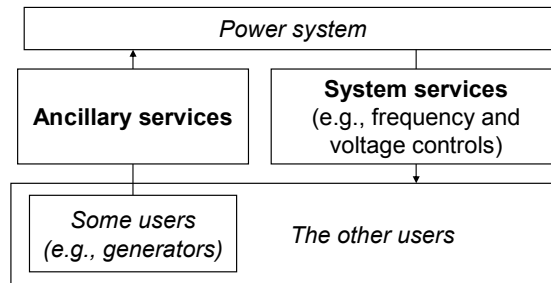 Power system
Ancillary services
System services
(e.g., frequency and
voltage controls)
Some users
(e.g., generators)
The other users